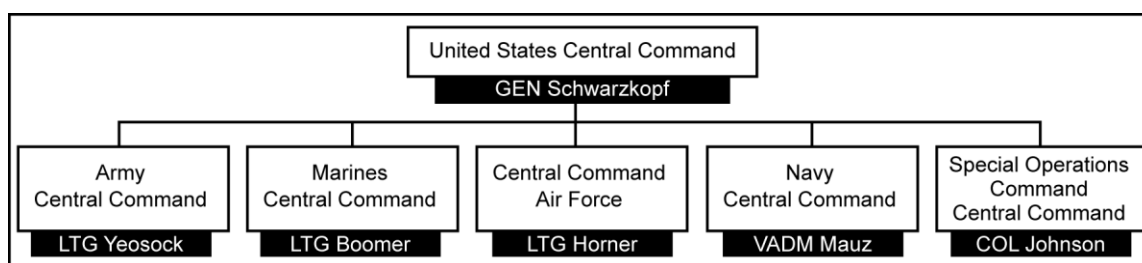 United States Central Command
GEN Schwarzkopf
Army
Central Command
LTG Yeosock
Marines
Central Command
LTG Boomer
Central Command
Air Force
LTG Horner
Navy
Central Command
VADM Mauz
Special Operations
Command
Central Command
COL Johnson